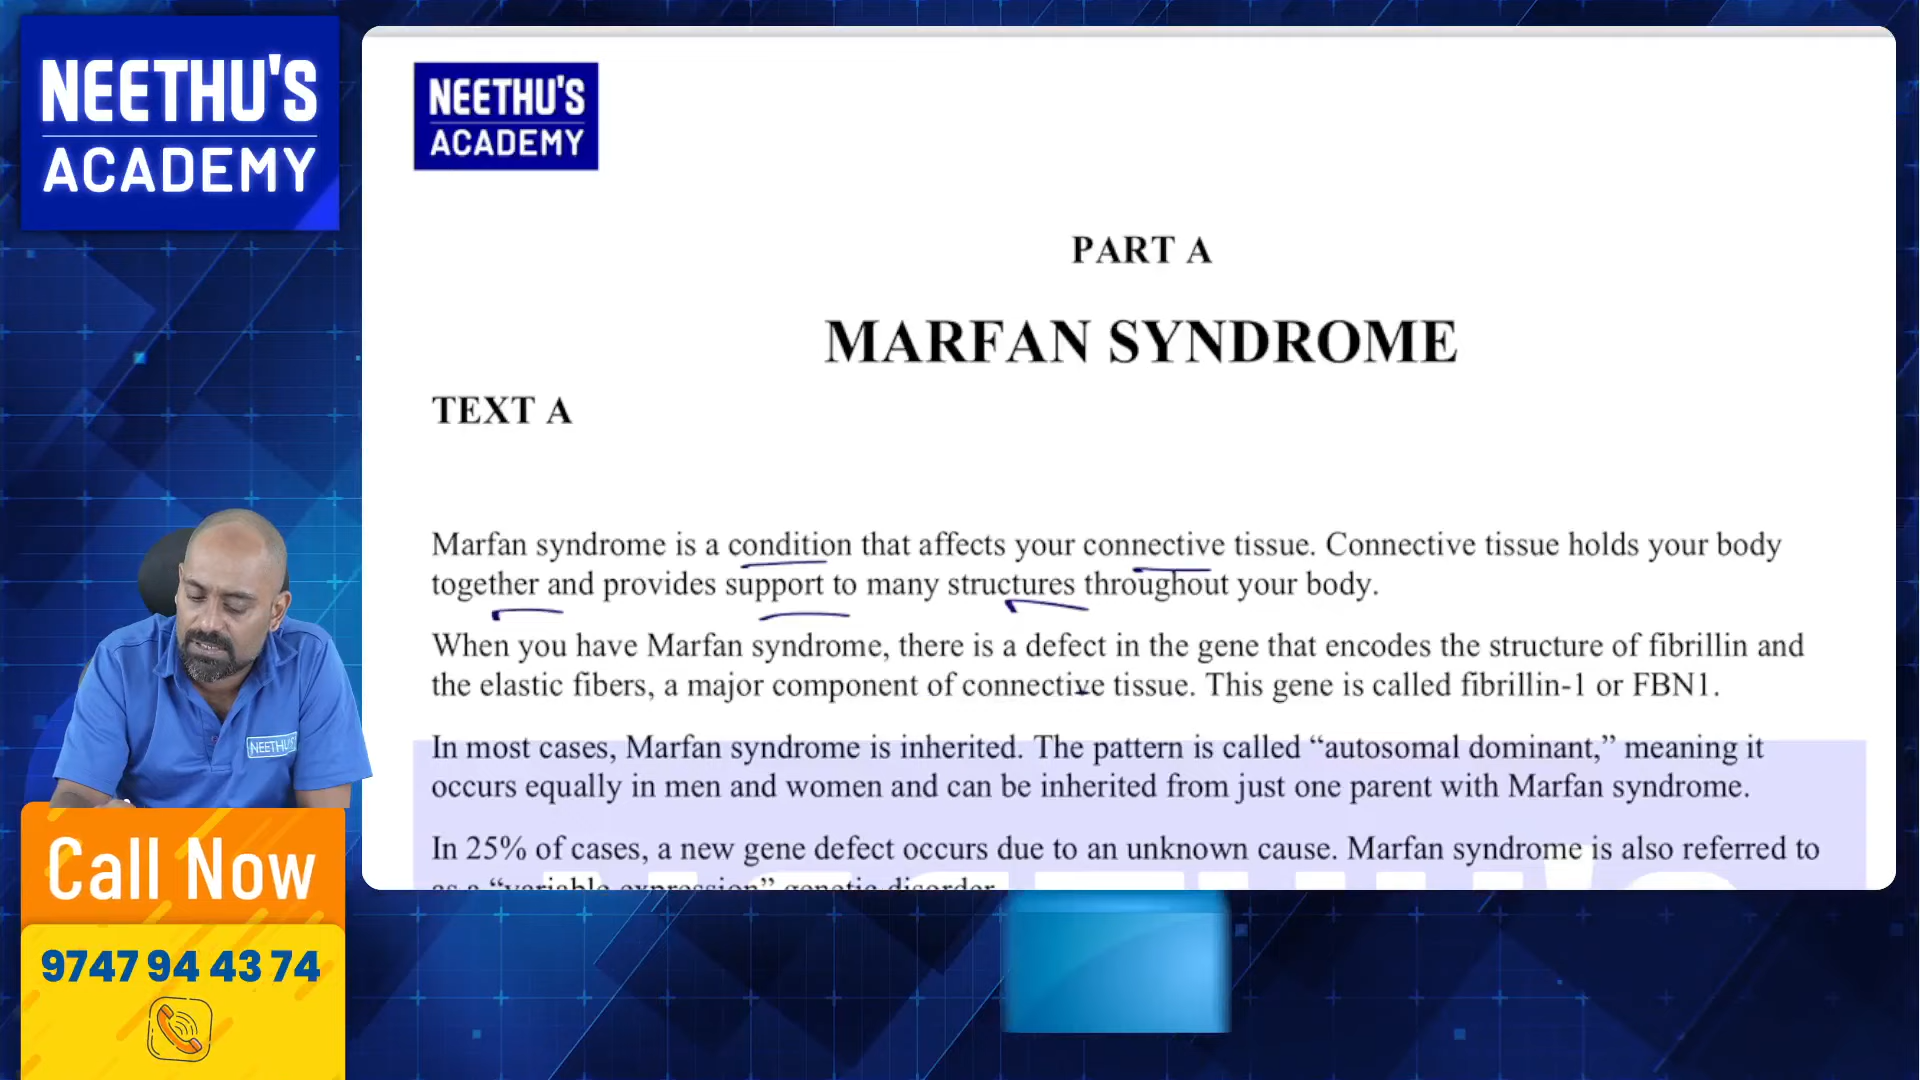 NEETHU'S
ACADEMY
NEETHU'S
ACADEMY
PART A
MARFAN SYNDROME
TEXT A
Marfan syndrome is a condition that affects your connective tissue. Connective tissue holds your body
together and provides support to many structures throughout your body.
When you have Marfan syndrome, there is a defect in the gene that encodes the structure of fibrillin and
the elastic fibers, a major component of connective tissue. This gene is called fibrillin-1 or FBN1.
In most cases, Marfan syndrome is inherited. The pattern is called “autosomal dominant,” meaning it
occurs equally in men and women and can be inherited from just one parent with Marfan syndrome.
In 25% of cases, a new gene defect occurs due to an unknown cause. Marfan syndrome is also referred to
as a “variable expression” genetic disorder
NEETHU'S
Call Now
9747 94 43 74